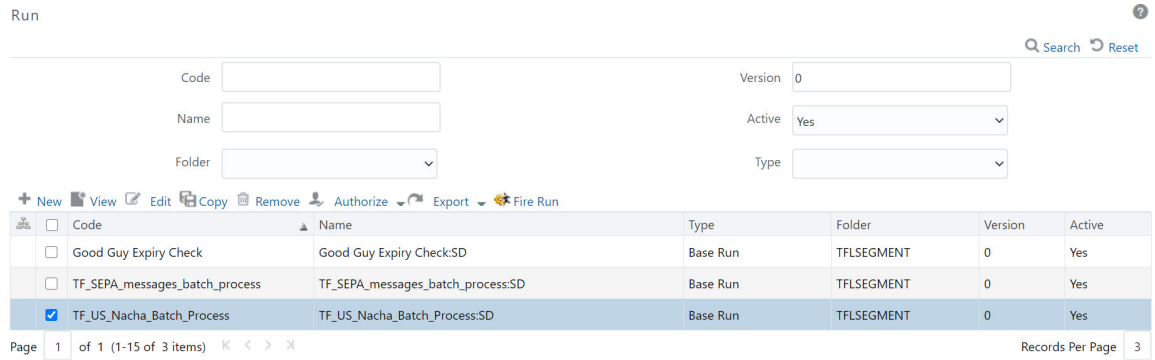 Run
Search Reset
Code Version 0
Name Active Yes
Folder Type
New View Edit Copy Remove Authorize Export Fire Run
Code Name Type Folder Version Active
Good Guy Expiry Check Good Guy Expiry Check:SD Base Run TFLSEGMENT 0 Yes
TF_SEPA_messages_batch_process TF_SEPA_messages_batch_process:SD Base Run TFLSEGMENT 0 Yes
TF_US_Nacha_Batch_Process TF_US_Nacha_Batch_Process:SD Base Run TFLSEGMENT 0 Yes
Page 1 of 1 (1-15 of 3 items) Records Per Page 3